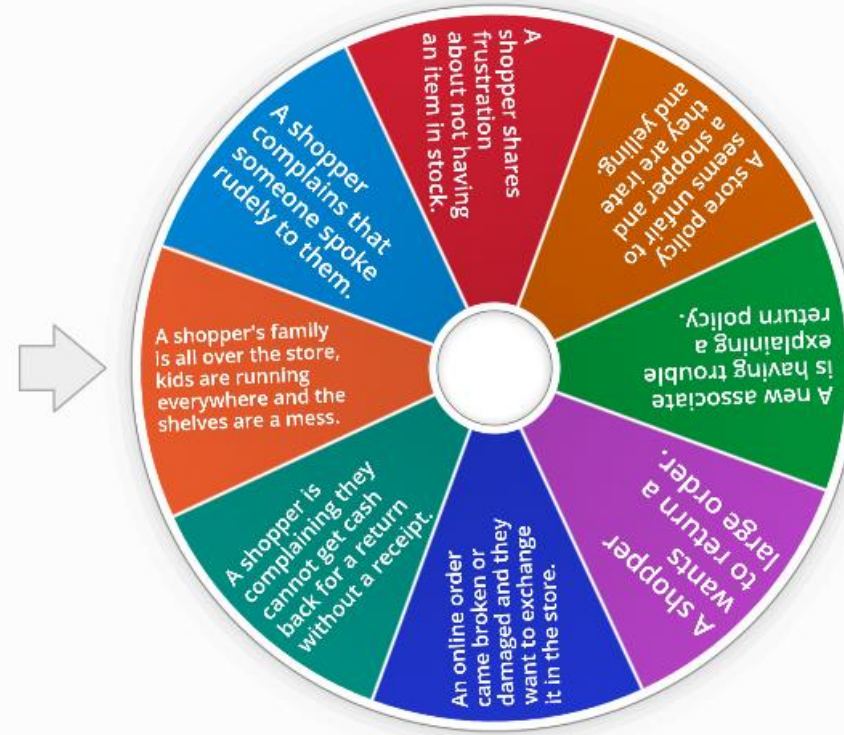 A
shopper shares
frustration
about not having
an item in stock.
A store policy
seems unfair to
a shopper and
they are irate
and yelling.
A new associate
is having trouble
explaining a
return policy.
A shopper
wants
to return a
large order.
An online order
came broken or
damaged and they
want to exchange
it in the store.
A shopper is
complaining they
cannot get cash
back for a return
without a receipt.
A shopper's family
is all over the store,
kids are running
everywhere and the
shelves are a mess.
A shopper
complains that
someone spoke
rudely to them.